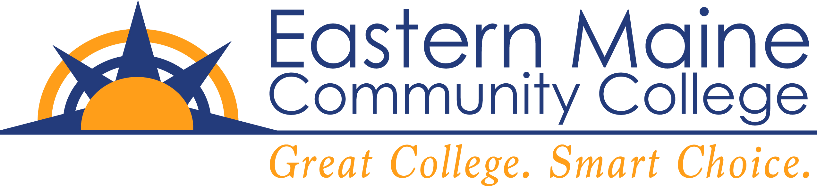 Eastern Maine
Community College
Great College. Smart Choice.